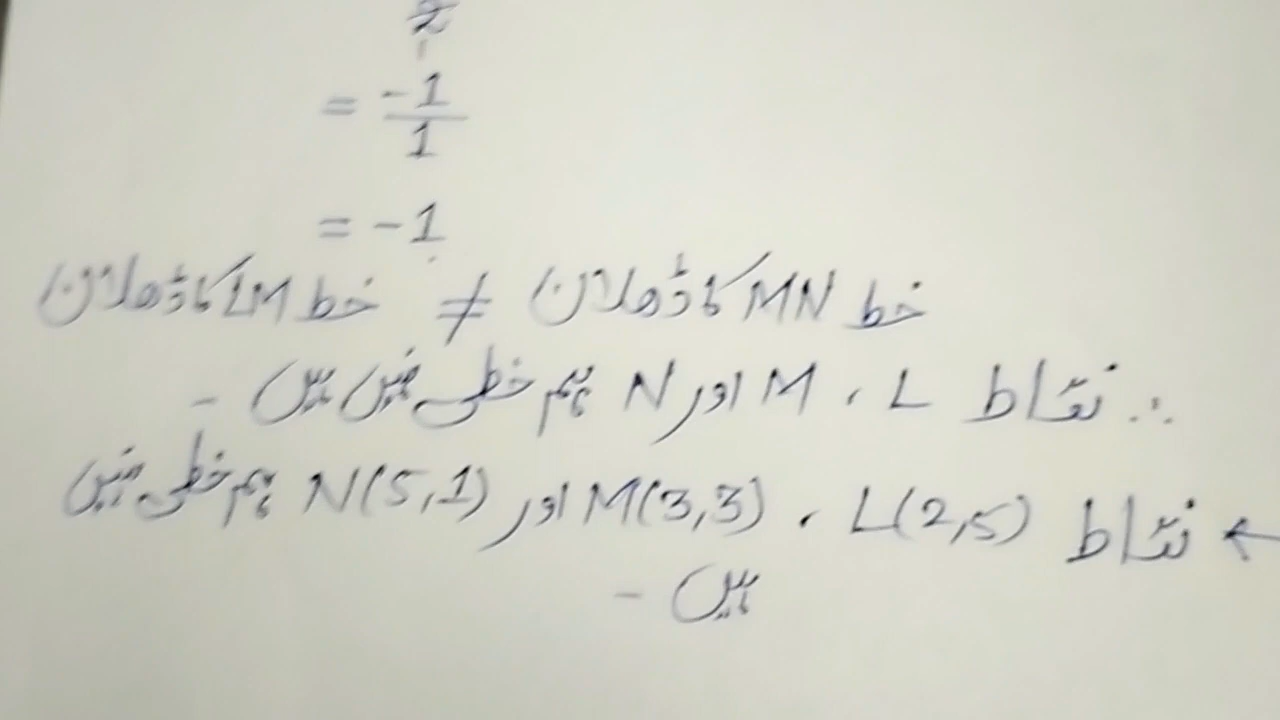 2
= -1/1
= -1
خط MN کا ڈھلان ≠ خط LM کا ڈھلان
∴ نقاط L ، M اور N ہم خطی نہیں ہیں -
← نقاط L(2,5) ، M(3,3) اور N(5,1) ہم خطی نہیں
ہیں -